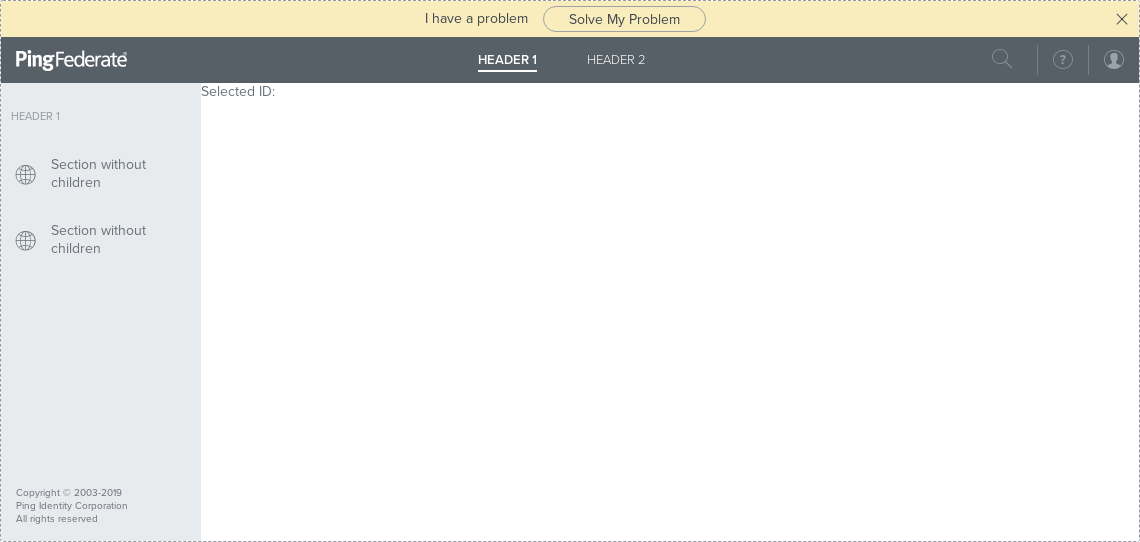 I have a problem
Solve My Problem
PingFederate
HEADER 1
HEADER 2
?
HEADER 1
Selected ID:
Section without
children
Section without
children
Copyright © 2003-2019
Ping Identity Corporation
All rights reserved